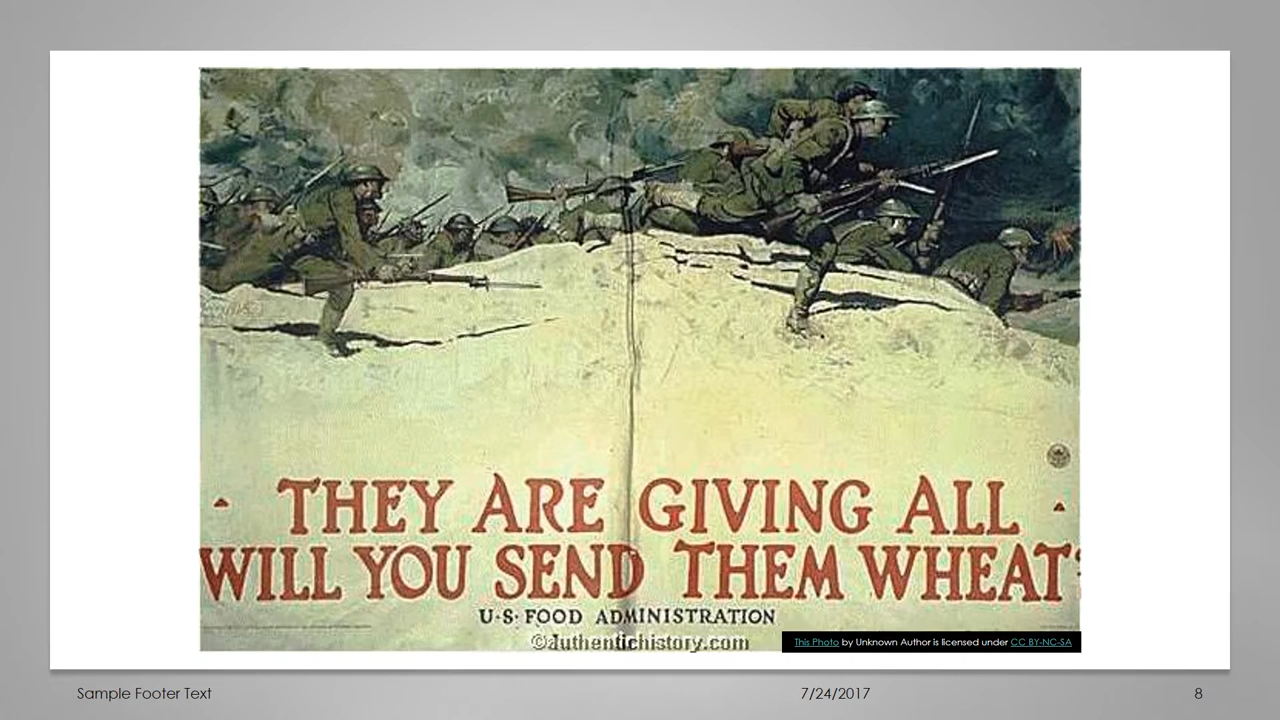 THEY ARE GIVING ALL
WILL YOU SEND THEM WHEAT?
U·S· FOOD ADMINISTRATION
©authentichistory.com
This Photo by Unknown Author is licensed under CC BY-NC-SA
Sample Footer Text
7/24/2017
8